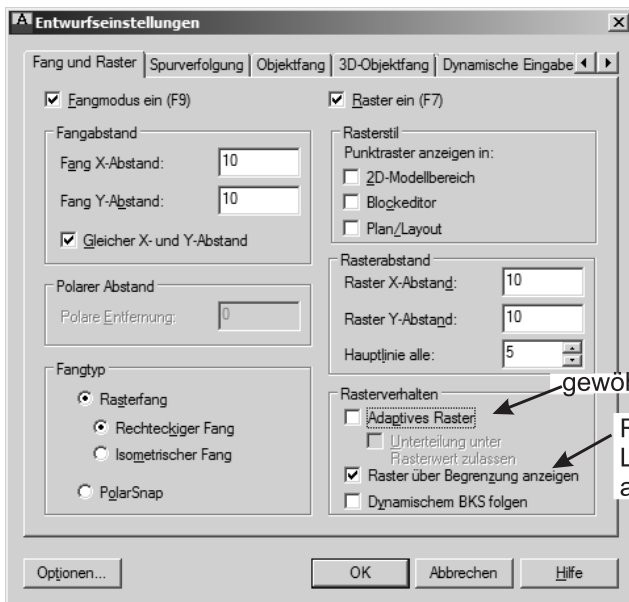 Entwurfseinstellungen
Fang und Raster Spurverfolgung Objektfang 3D-Objektfang Dynamische Eingabe
Fangmodus ein (F9)
Raster ein (F7)
Fangabstand
Fang X-Abstand: 10
Fang Y-Abstand: 10
Gleicher X- und Y-Abstand
Polarer Abstand
Polare Entfernung: 0
Fangtyp
Rasterfang
Rechteckiger Fang
Isometrischer Fang
PolarSnap
Rasterstil
Punktraster anzeigen in:
2D-Modellbereich
Blockeditor
Plan/Layout
Rasterabstand
Raster X-Abstand: 10
Raster Y-Abstand: 10
Hauptlinie alle: 5
Rasterverhalten
Adaptives Raster
Unterteilung unter
Rasterwert zulassen
Raster über Begrenzung anzeigen
Dynamischem BKS folgen
Optionen... OK Abbrechen Hilfe